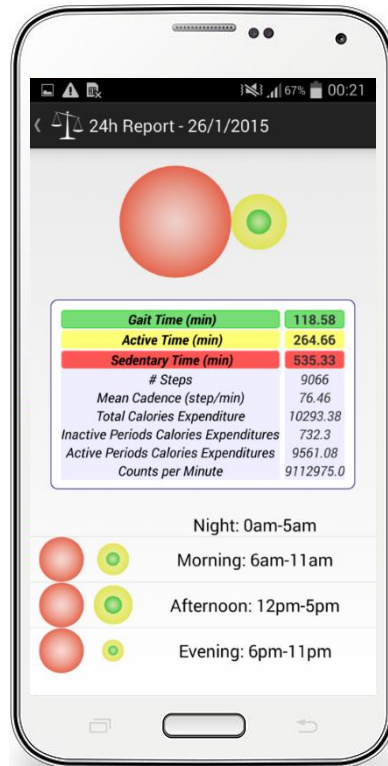 67% 00:21
24h Report - 26/1/2015
Gait Time (min) 118.58
Active Time (min) 264.66
Sedentary Time (min) 535.33
# Steps 9066
Mean Cadence (step/min) 76.46
Total Calories Expenditure 10293.38
Inactive Periods Calories Expenditures 732.3
Active Periods Calories Expenditures 9561.08
Counts per Minute 9112975.0
Night: 0am-5am
Morning: 6am-11am
Afternoon: 12pm-5pm
Evening: 6pm-11pm